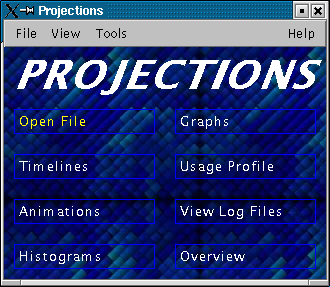 Projections
File View Tools Help
PROJECTIONS
Open File Graphs
Timelines Usage Profile
Animations View Log Files
Histograms Overview